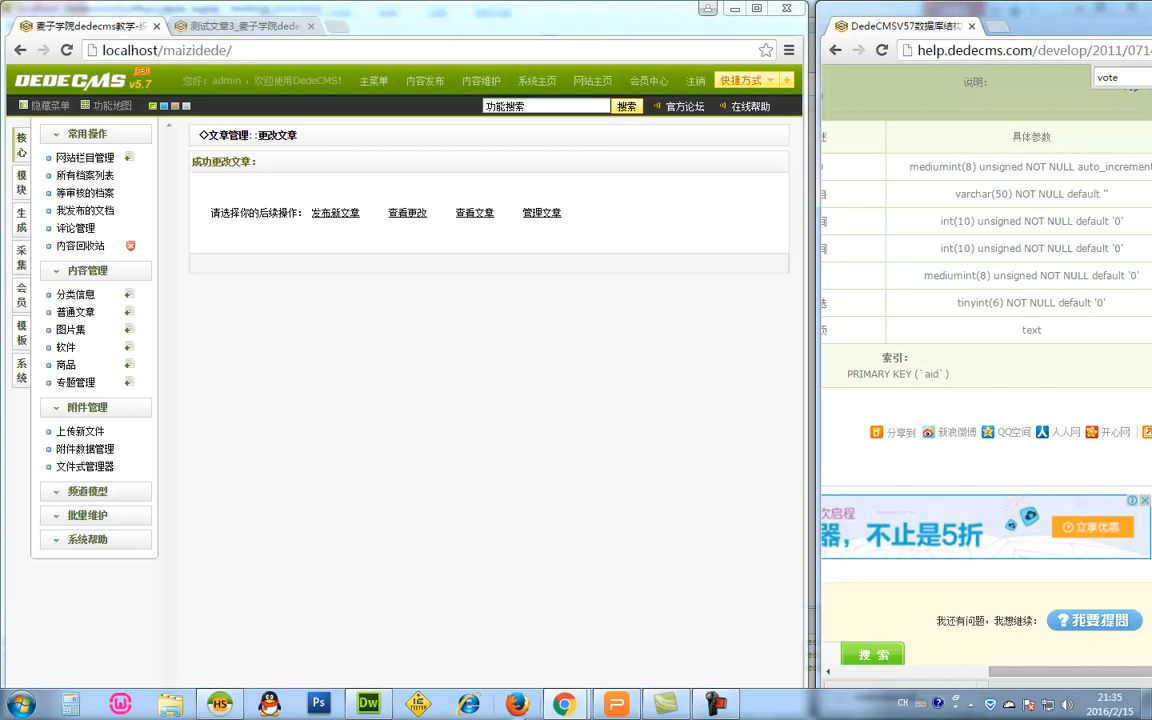 麦子学院dedecms教学-织
测试文章3_麦子学院dede
DedeCMSV57数据库结构
localhost/maizidede/
help.dedecms.com/develop/2011/071
DEDECMS v5.7
您好：admin ，欢迎使用DedeCMS！
主菜单 内容发布 内容维护 系统主页 网站主页 会员中心 注销 快捷方式
隐藏菜单 功能地图
功能搜索 搜索 官方论坛 在线帮助
核心
模块
生成
采集
会员
模板
系统
常用操作
网站栏目管理
所有档案列表
等审核的档案
我发布的文档
评论管理
内容回收站
内容管理
分类信息
普通文章
图片集
软件
商品
专题管理
附件管理
上传新文件
附件数据管理
文件式管理器
频道模型
批量维护
系统帮助
◇文章管理::更改文章
成功更改文章：
请选择你的后续操作： 发布新文章 查看更改 查看文章 管理文章
vote
说明:
具体参数
mediumint(8) unsigned NOT NULL auto_increment
varchar(50) NOT NULL default ''
int(10) unsigned NOT NULL default '0'
int(10) unsigned NOT NULL default '0'
mediumint(8) unsigned NOT NULL default '0'
tinyint(6) NOT NULL default '0'
text
索引:
PRIMARY KEY (`aid`)
分享到 新浪微博 QQ空间 人人网 开心网
次启程
器，不止是5折
立享优惠
我还有问题，我想继续：
我要提问
搜 索
HS
Ps
Dw
IE TESTER
CH
21:35
2016/2/15